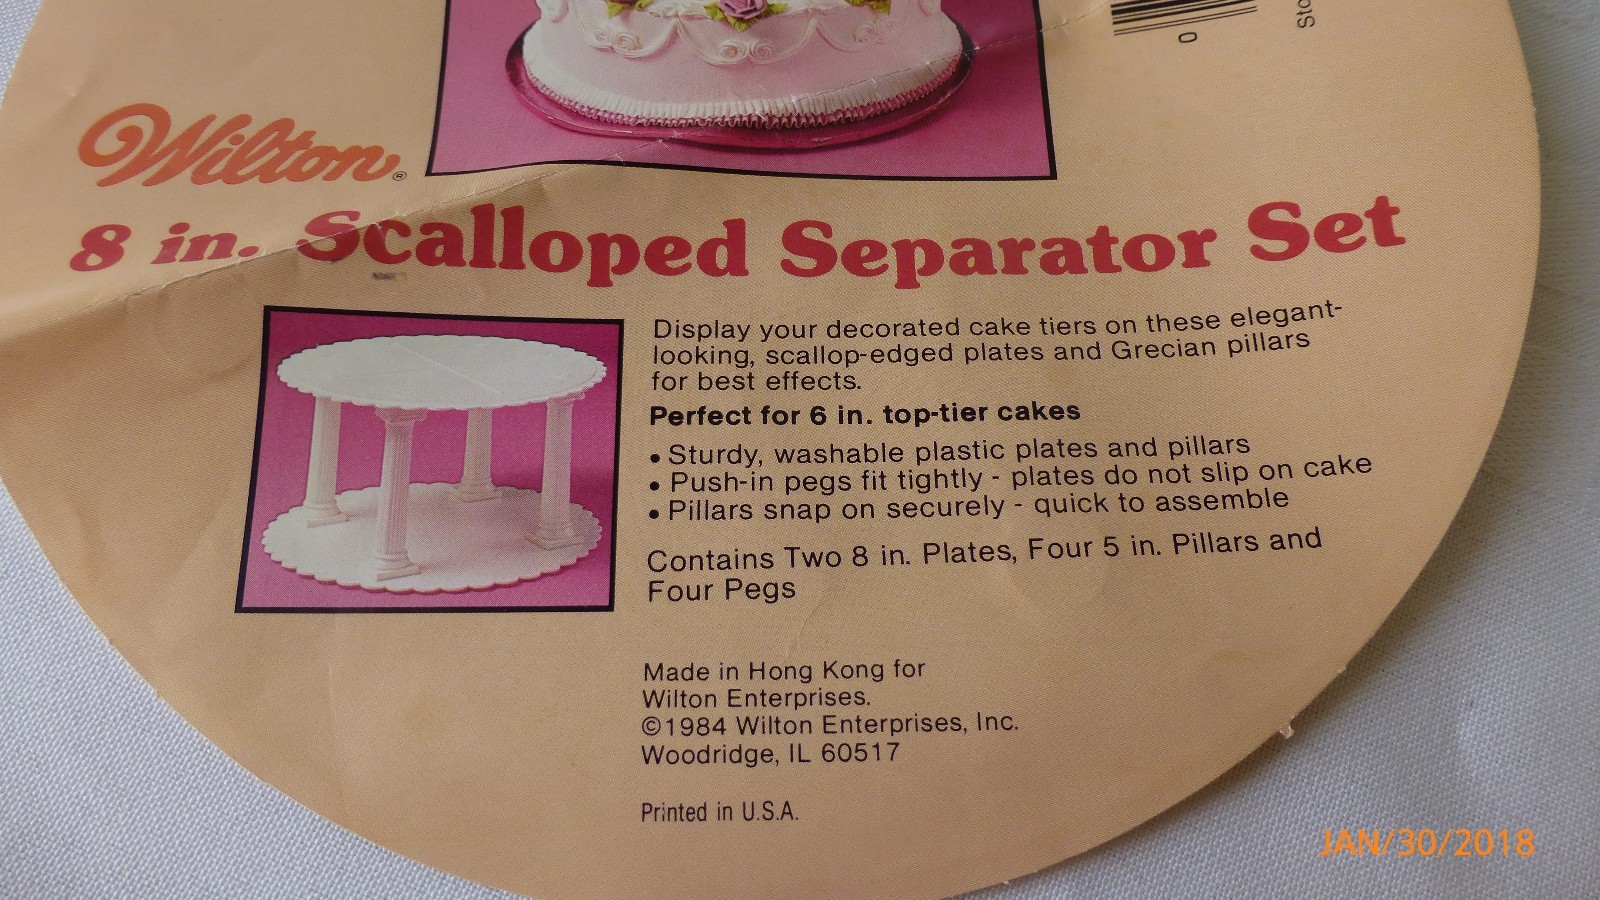 0
Wilton®
8 in. Scalloped Separator Set
Display your decorated cake tiers on these elegant-
looking, scallop-edged plates and Grecian pillars
for best effects.
Perfect for 6 in. top-tier cakes
• Sturdy, washable plastic plates and pillars
• Push-in pegs fit tightly - plates do not slip on cake
• Pillars snap on securely - quick to assemble
Contains Two 8 in. Plates, Four 5 in. Pillars and
Four Pegs
Made in Hong Kong for
Wilton Enterprises.
©1984 Wilton Enterprises, Inc.
Woodridge, IL 60517
Printed in U.S.A.
JAN/30/2018